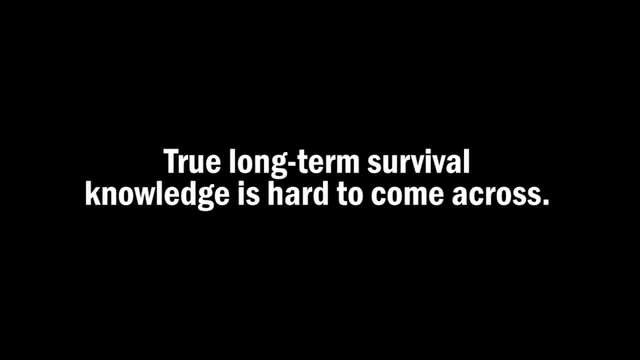 True long-term survival
knowledge is hard to come across.